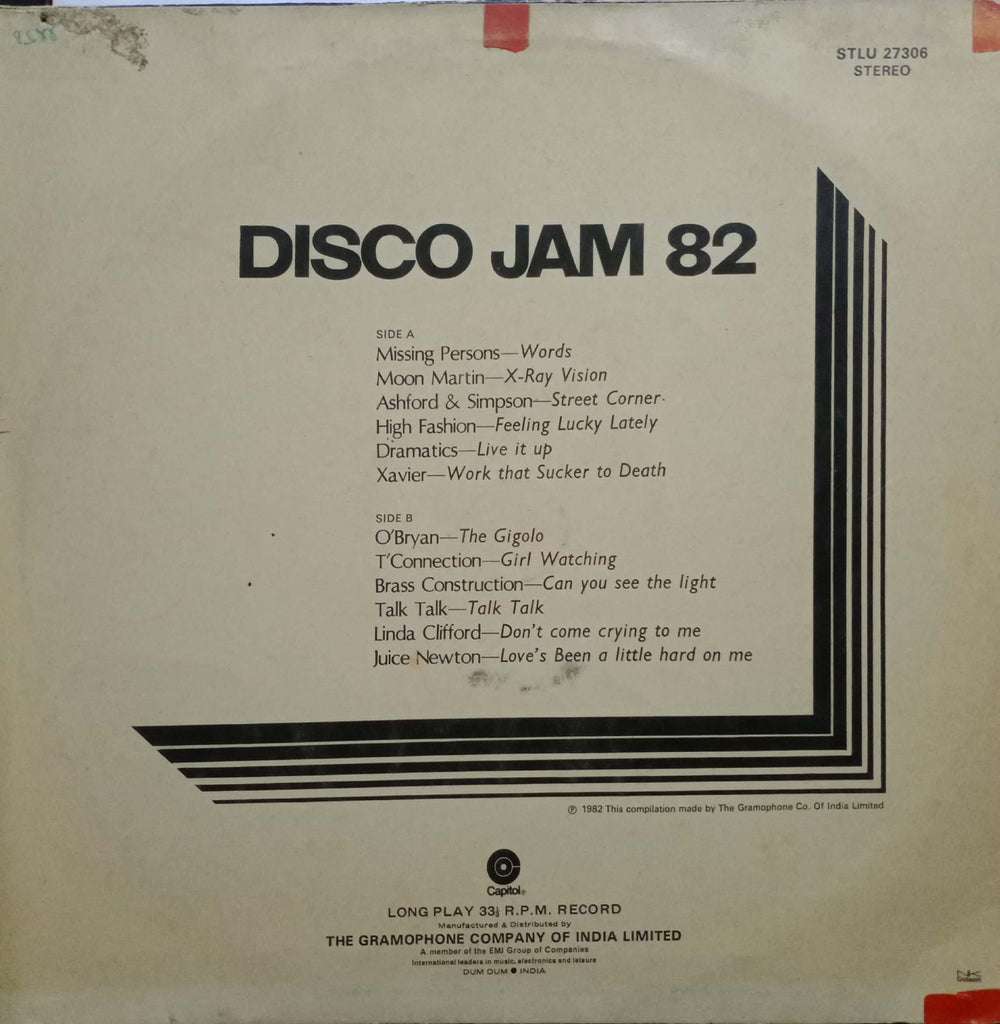 STLU 27306
STEREO
DISCO JAM 82
SIDE A
Missing Persons—Words
Moon Martin—X-Ray Vision
Ashford & Simpson—Street Corner
High Fashion—Feeling Lucky Lately
Dramatics—Live it up
Xavier—Work that Sucker to Death
SIDE B
O'Bryan—The Gigolo
T'Connection—Girl Watching
Brass Construction—Can you see the light
Talk Talk—Talk Talk
Linda Clifford—Don't come crying to me
Juice Newton—Love's Been a little hard on me
℗ 1982 This compilation made by The Gramophone Co. Of India Limited
Capitol®
LONG PLAY 33⅓ R.P.M. RECORD
Manufactured & Distributed by
THE GRAMOPHONE COMPANY OF INDIA LIMITED
A member of the EMI Group of Companies
International leaders in music, electronics and leisure
DUM DUM ● INDIA